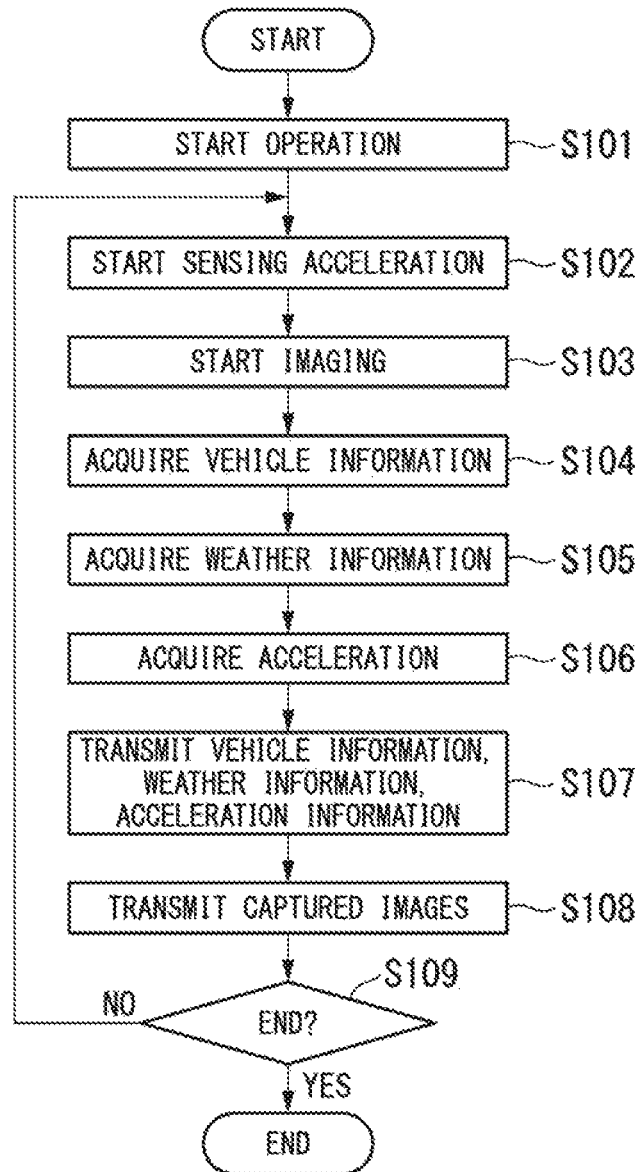 START
START OPERATION
S101
START SENSING ACCELERATION
S102
START IMAGING
S103
ACQUIRE VEHICLE INFORMATION
S104
ACQUIRE WEATHER INFORMATION
S105
ACQUIRE ACCELERATION
S106
TRANSMIT VEHICLE INFORMATION,
WEATHER INFORMATION,
ACCELERATION INFORMATION
S107
TRANSMIT CAPTURED IMAGES
S108
S109
NO
END?
YES
END